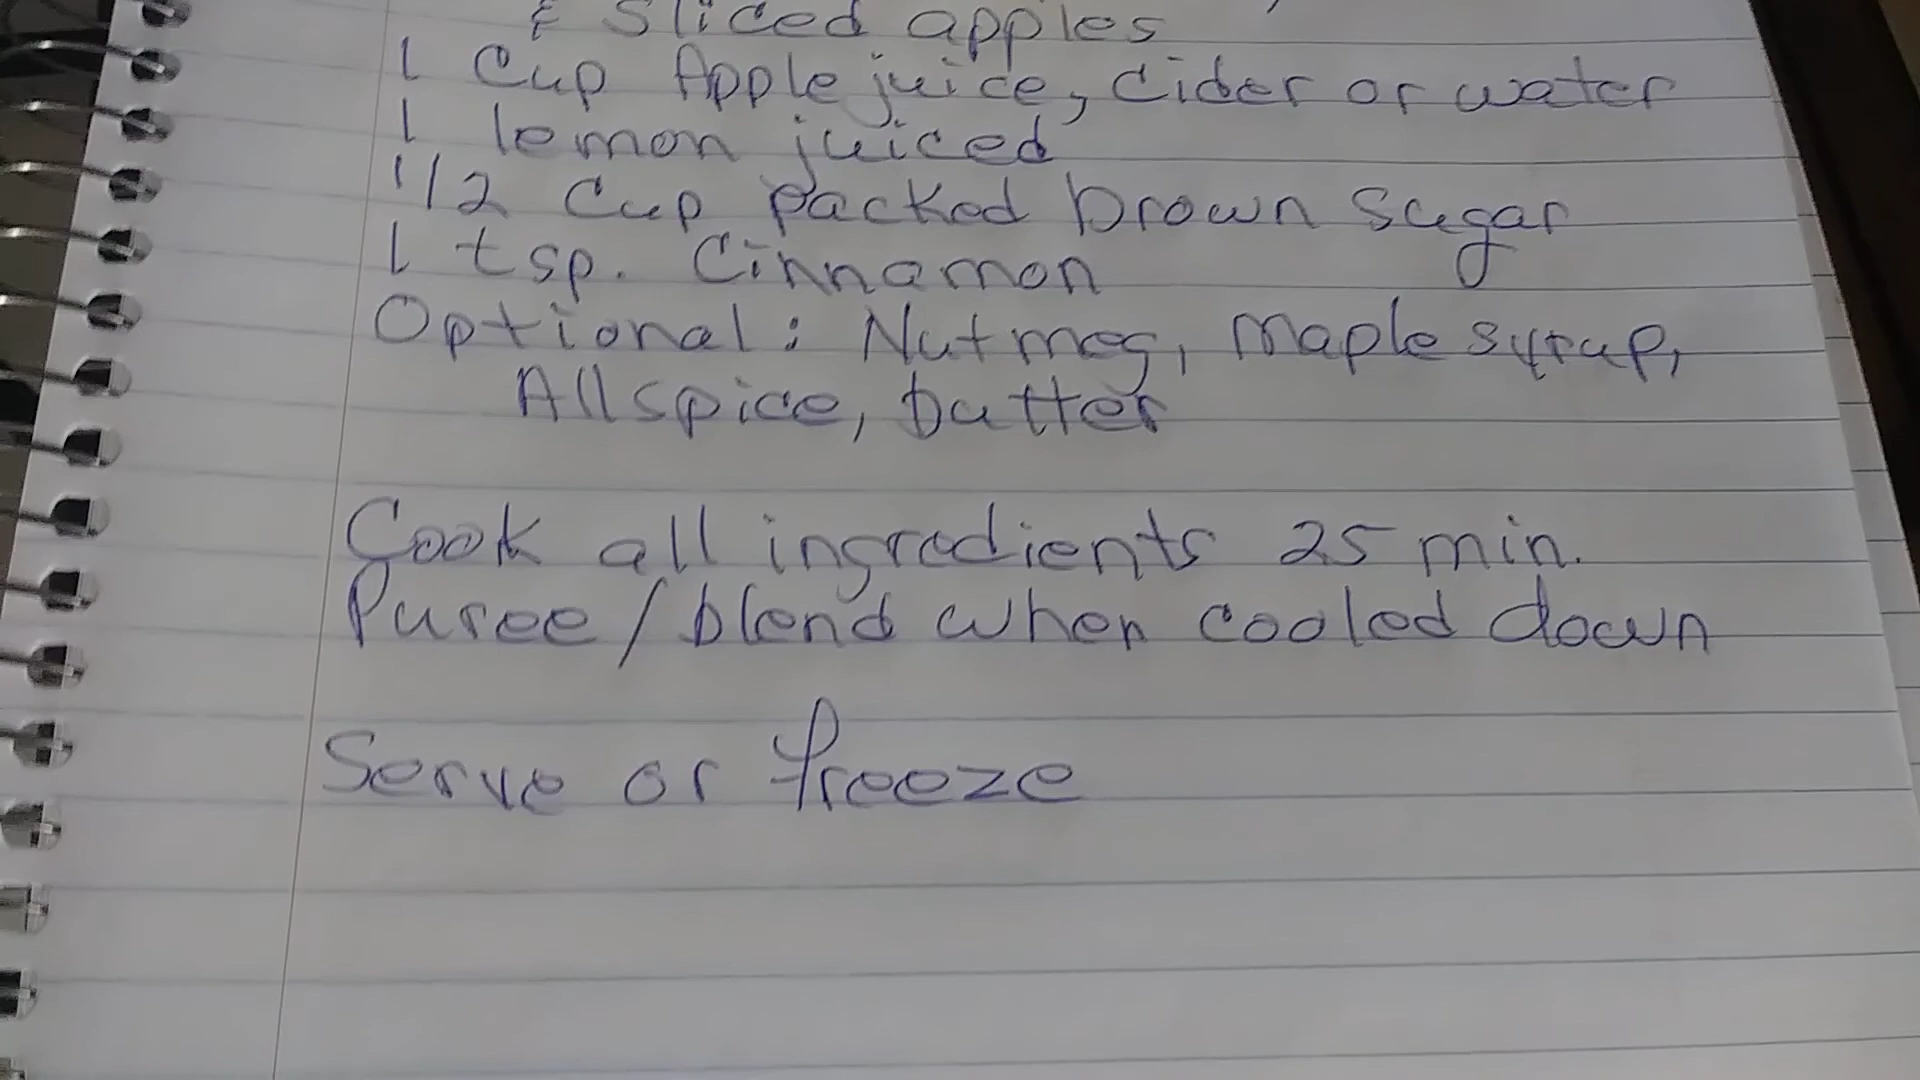 & Sliced apples
1 Cup Apple juice, Cider or water
1 lemon juiced
1/2 Cup packed brown sugar
1 tsp. Cinnamon
Optional: Nutmeg, Maple syrup,
Allspice, butter
Cook all ingredients 25 min.
Puree/blend when cooled down
Serve or freeze